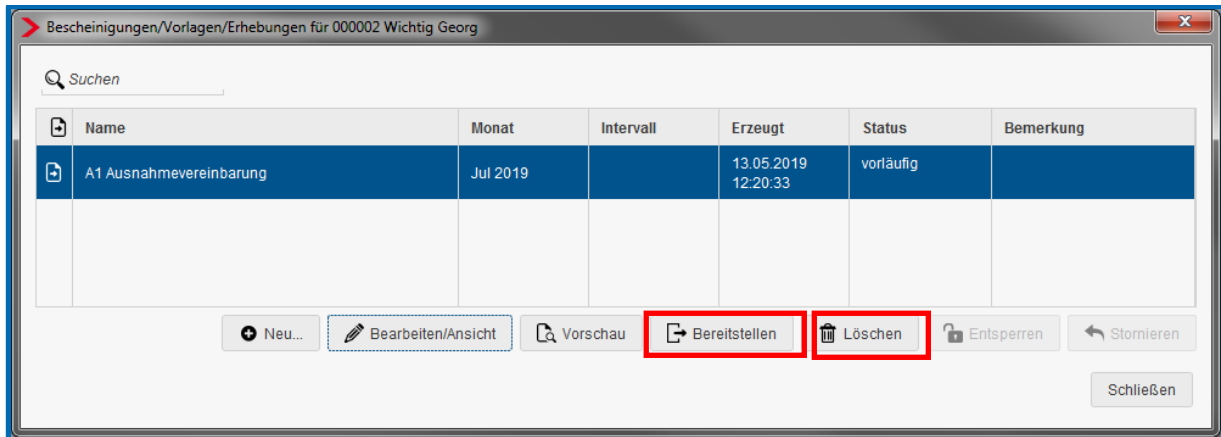 Bescheinigungen/Vorlagen/Erhebungen für 000002 Wichtig Georg
Suchen
Name Monat Intervall Erzeugt Status Bemerkung
A1 Ausnahmevereinbarung Jul 2019 13.05.2019 vorläufig
12:20:33
Neu... Bearbeiten/Ansicht Vorschau Bereitstellen Löschen Entsperren Stornieren
Schließen